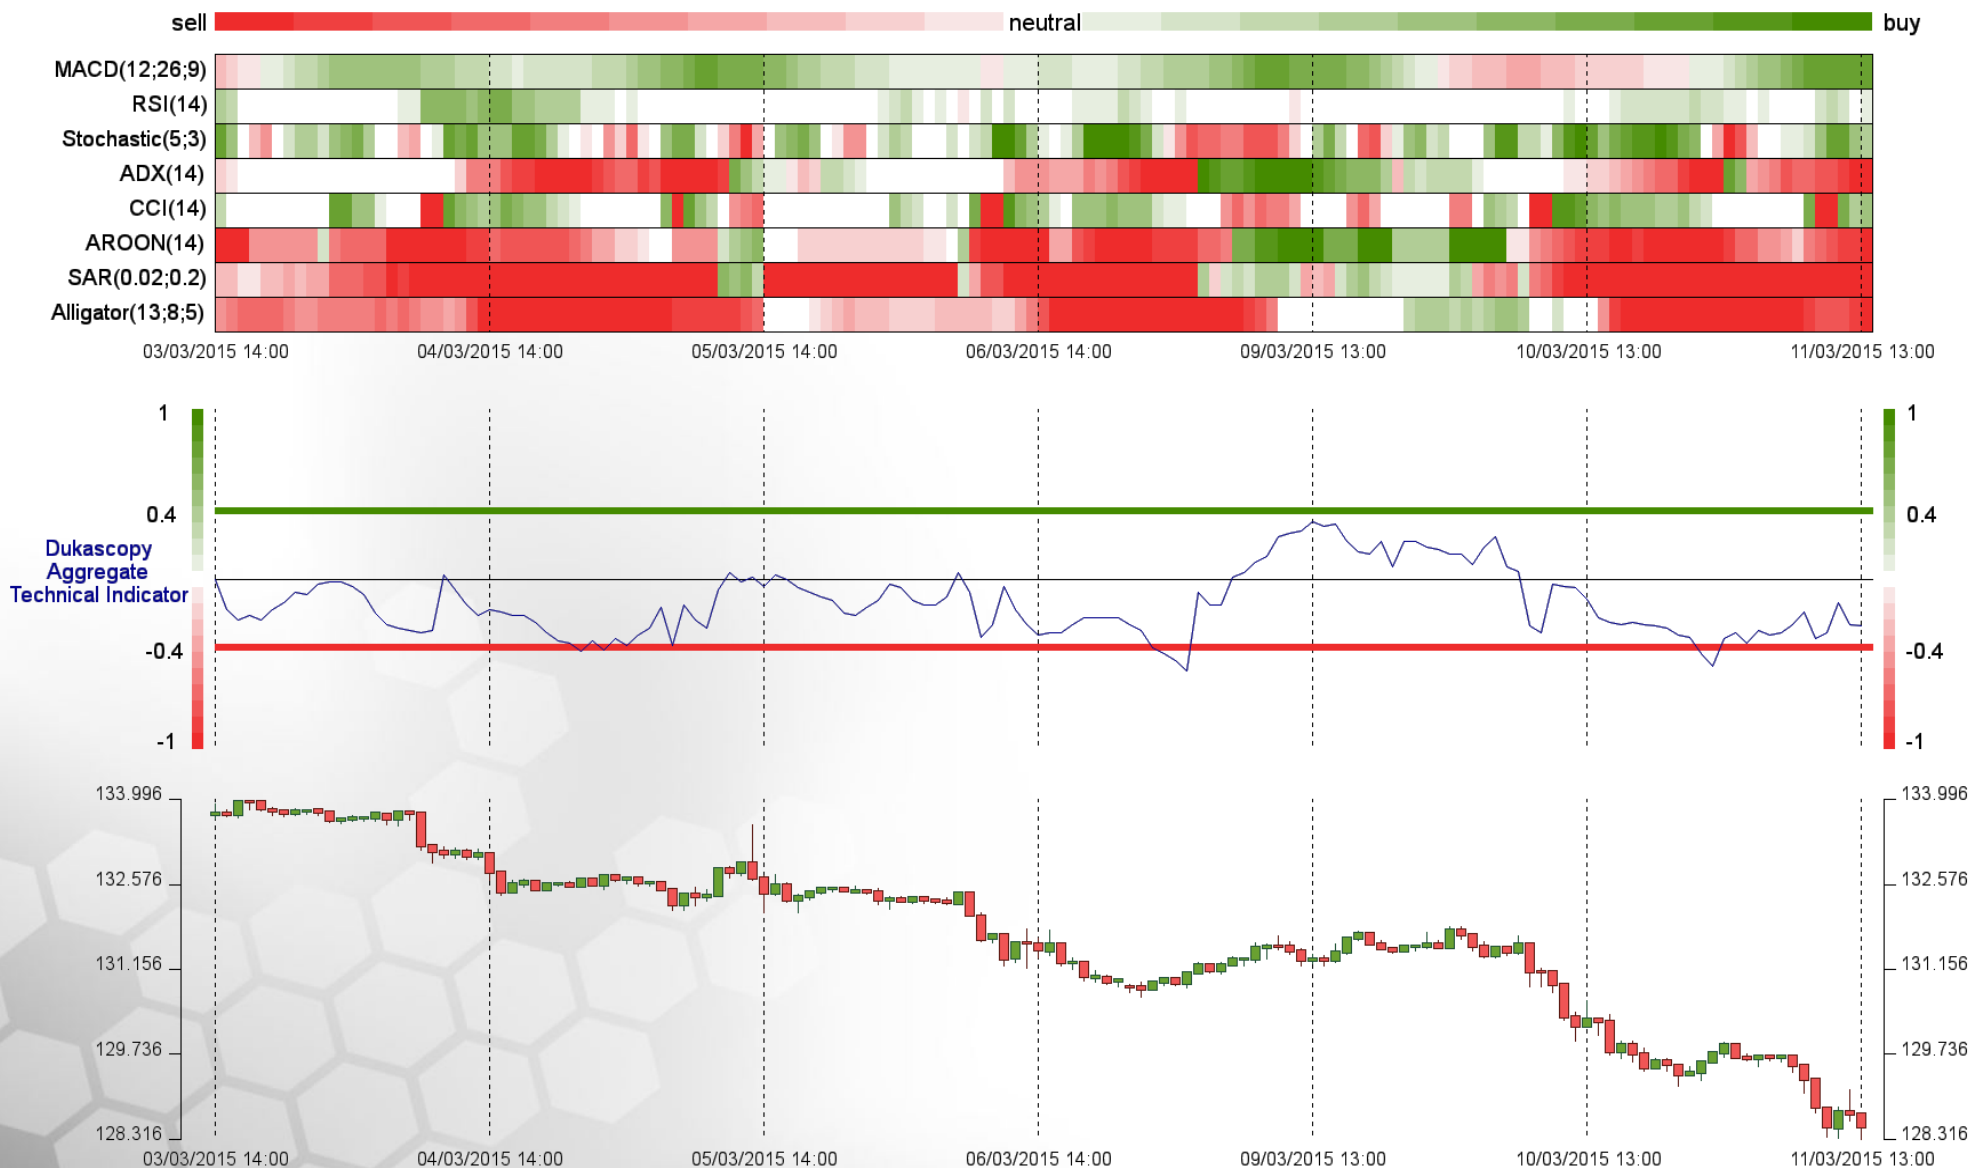 sell neutral buy
MACD(12;26;9)
RSI(14)
Stochastic(5;3)
ADX(14)
CCI(14)
AROON(14)
SAR(0.02;0.2)
Alligator(13;8;5)
03/03/2015 14:00 04/03/2015 14:00 05/03/2015 14:00 06/03/2015 14:00 09/03/2015 13:00 10/03/2015 13:00 11/03/2015 13:00
1 1
0.4 0.4
Dukascopy
Aggregate
Technical Indicator
-0.4 -0.4
-1 -1
133.996 133.996
132.576 132.576
131.156 131.156
129.736 129.736
128.316 128.316
03/03/2015 14:00 04/03/2015 14:00 05/03/2015 14:00 06/03/2015 14:00 09/03/2015 13:00 10/03/2015 13:00 11/03/2015 13:00